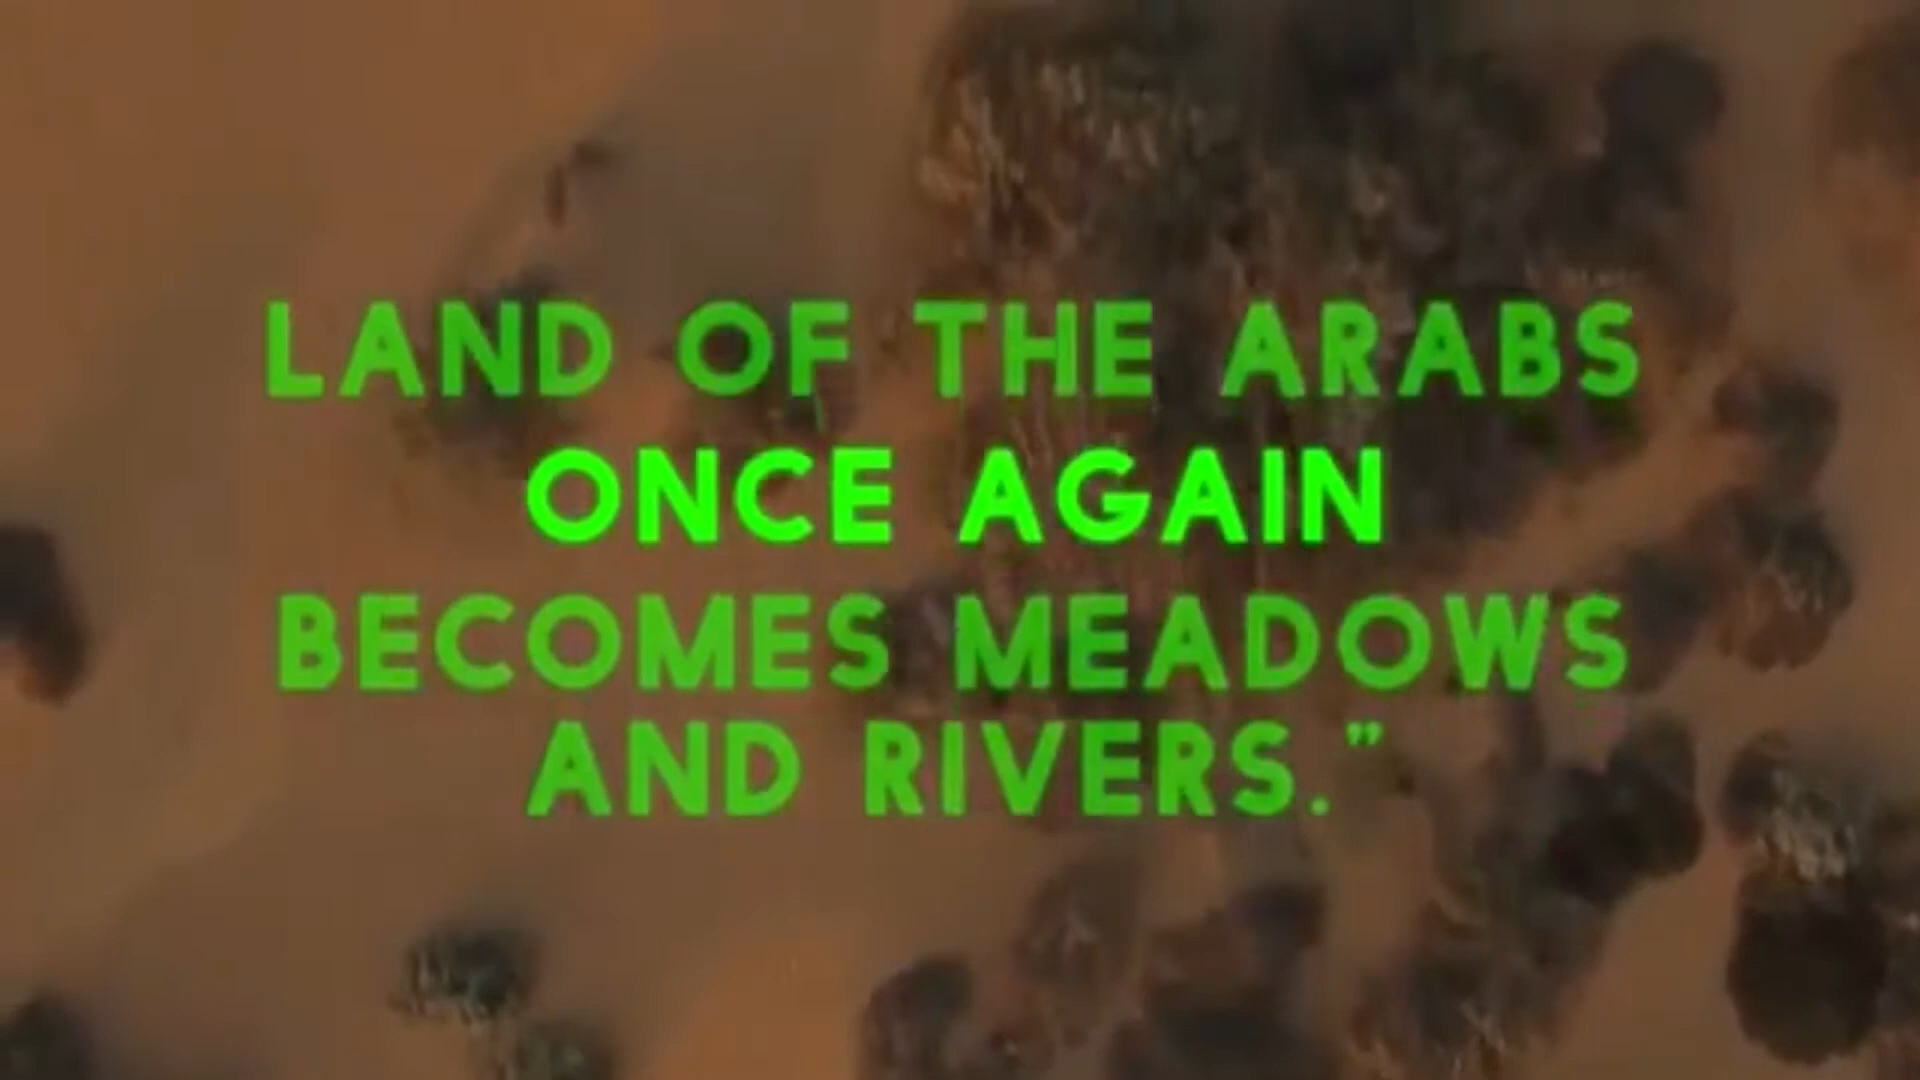 LAND OF THE ARABS
ONCE AGAIN
BECOMES MEADOWS
AND RIVERS.”